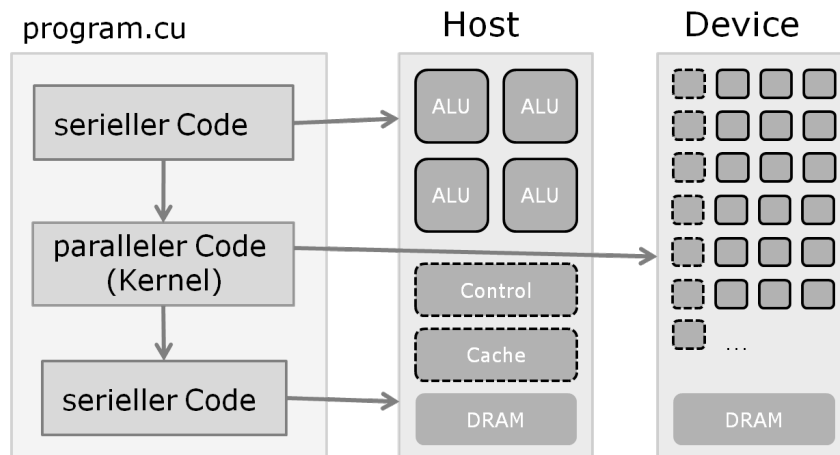 program.cu
serieller Code
paralleler Code
(Kernel)
serieller Code
Host
ALU
ALU
ALU
ALU
Control
Cache
DRAM
Device
...
DRAM